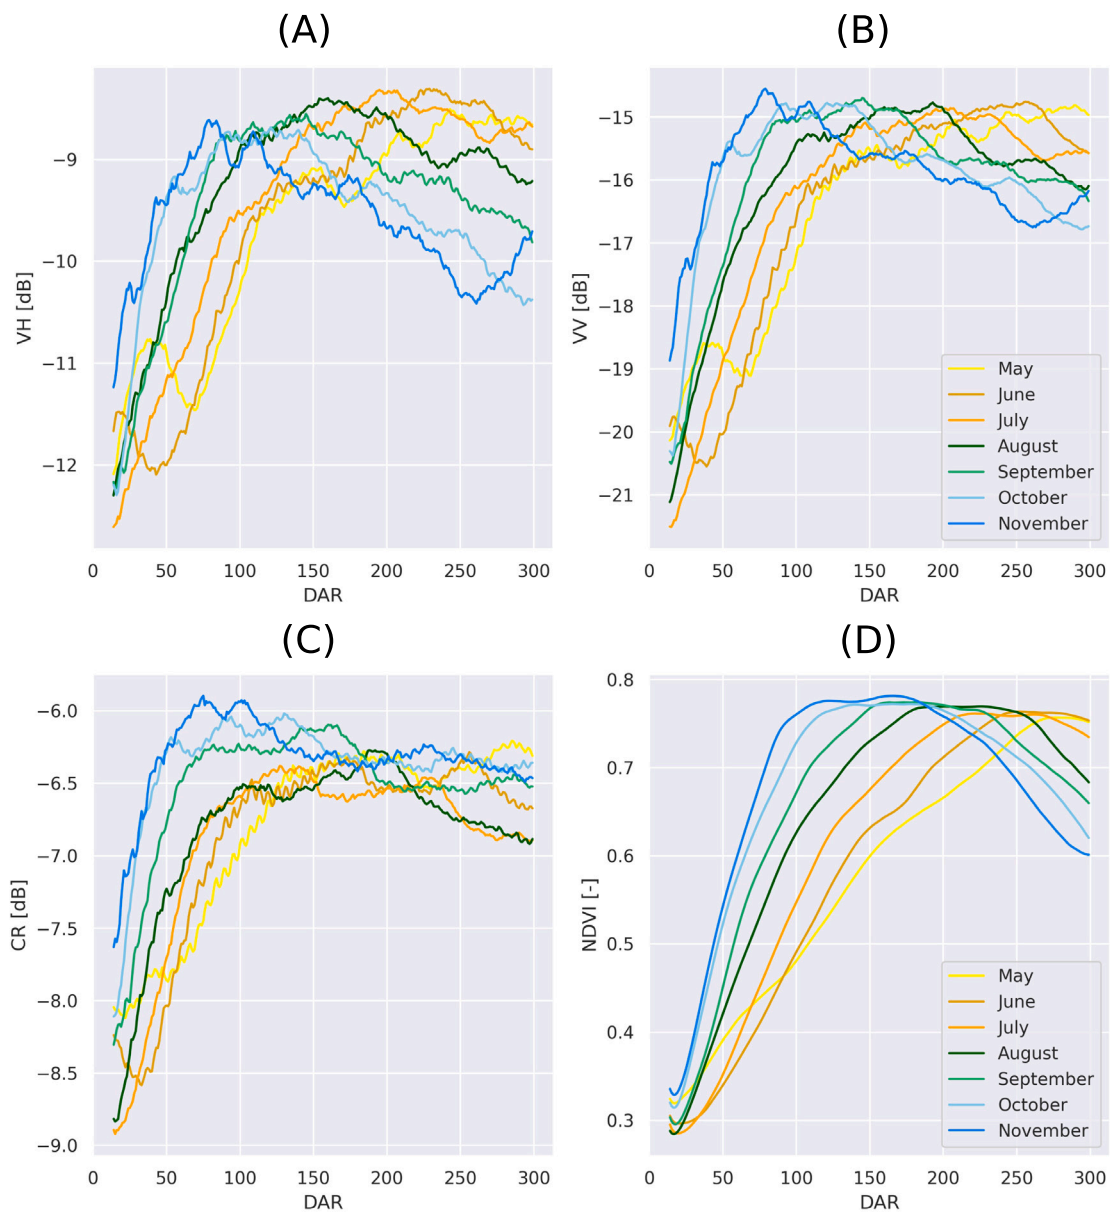 (A)
(B)
VH [dB]
−9
−10
−11
−12
0 50 100 150 200 250 300
DAR
VV [dB]
−15
−16
−17
−18
−19
−20
−21
0 50 100 150 200 250 300
DAR
May
June
July
August
September
October
November
(C)
(D)
CR [dB]
−6.0
−6.5
−7.0
−7.5
−8.0
−8.5
−9.0
0 50 100 150 200 250 300
DAR
NDVI [-]
0.8
0.7
0.6
0.5
0.4
0.3
0 50 100 150 200 250 300
DAR
May
June
July
August
September
October
November